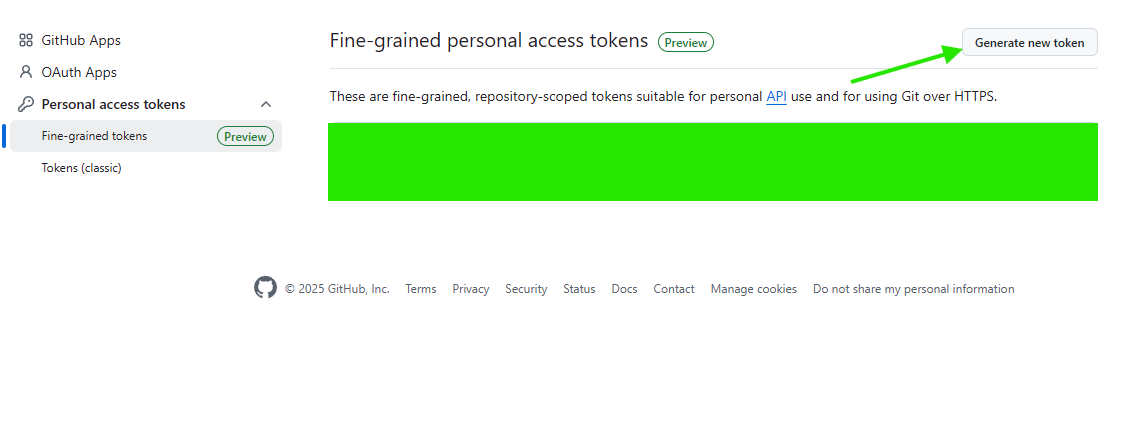 GitHub Apps
OAuth Apps
Personal access tokens
Fine-grained tokens Preview
Tokens (classic)
Fine-grained personal access tokens Preview
Generate new token
These are fine-grained, repository-scoped tokens suitable for personal API use and for using Git over HTTPS.
© 2025 GitHub, Inc. Terms Privacy Security Status Docs Contact Manage cookies Do not share my personal information